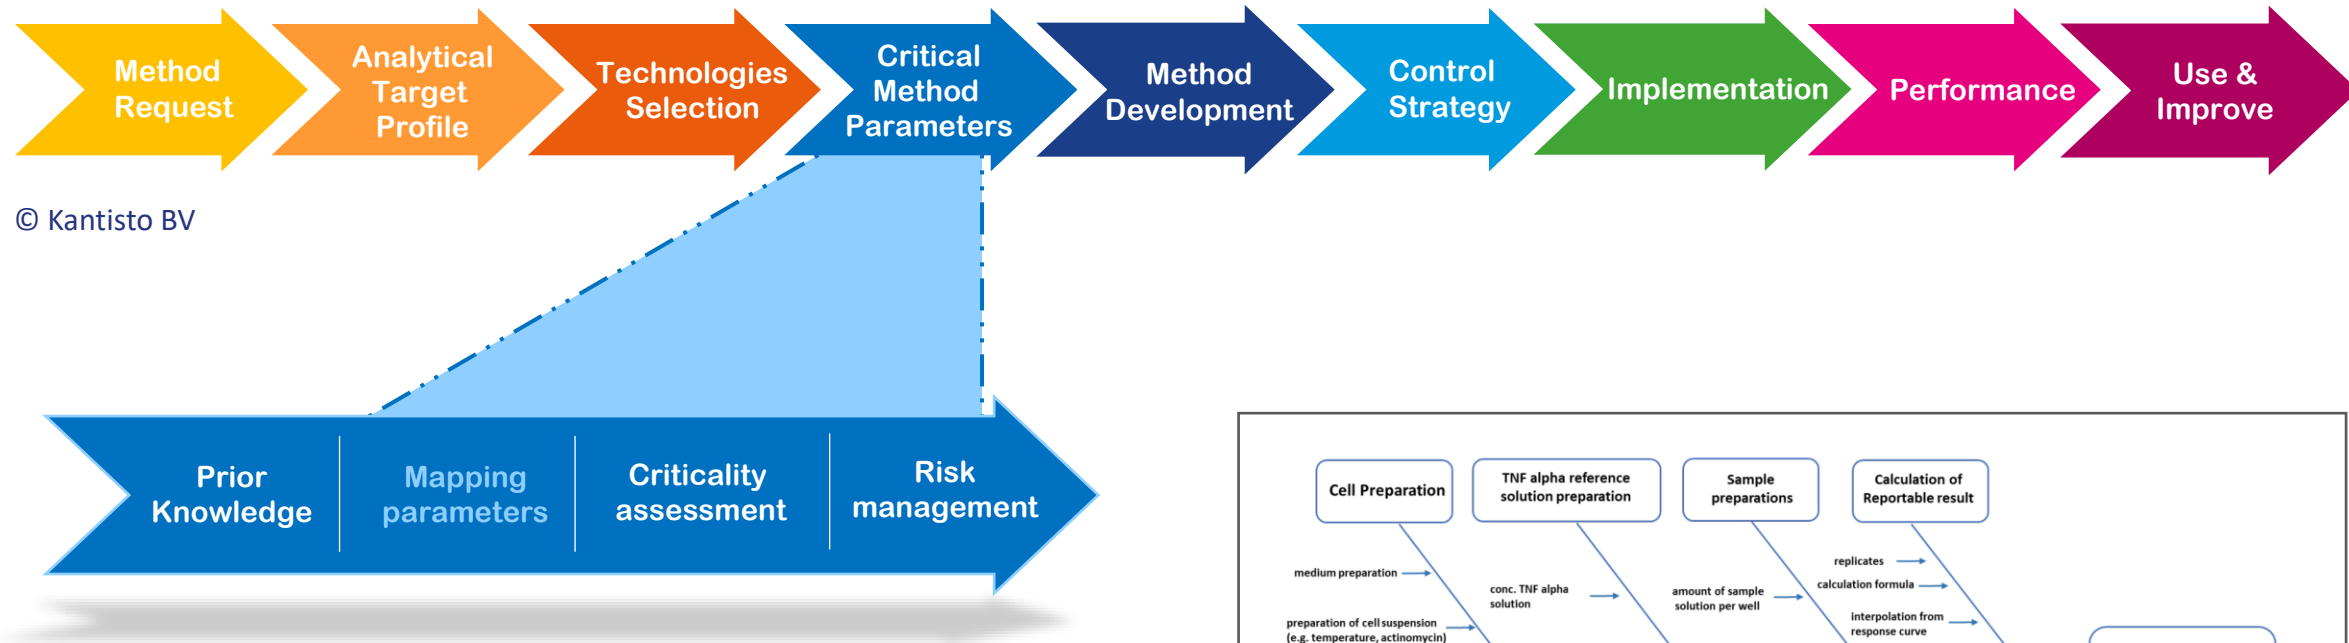 Method
Request
Analytical
Target
Profile
Technologies
Selection
Critical
Method
Parameters
Method
Development
Control
Strategy
Implementation
Performance
Use &
Improve
© Kantisto BV
Prior
Knowledge
Mapping
parameters
Criticality
assessment
Risk
management
Cell Preparation
TNF alpha reference
solution preparation
Sample
preparations
Calculation of
Reportable result
medium preparation
preparation of cell suspension
(e.g. temperature, actinomycin)
conc. TNF alpha
solution
amount of sample
solution per well
replicates
calculation formula
interpolation from
response curve